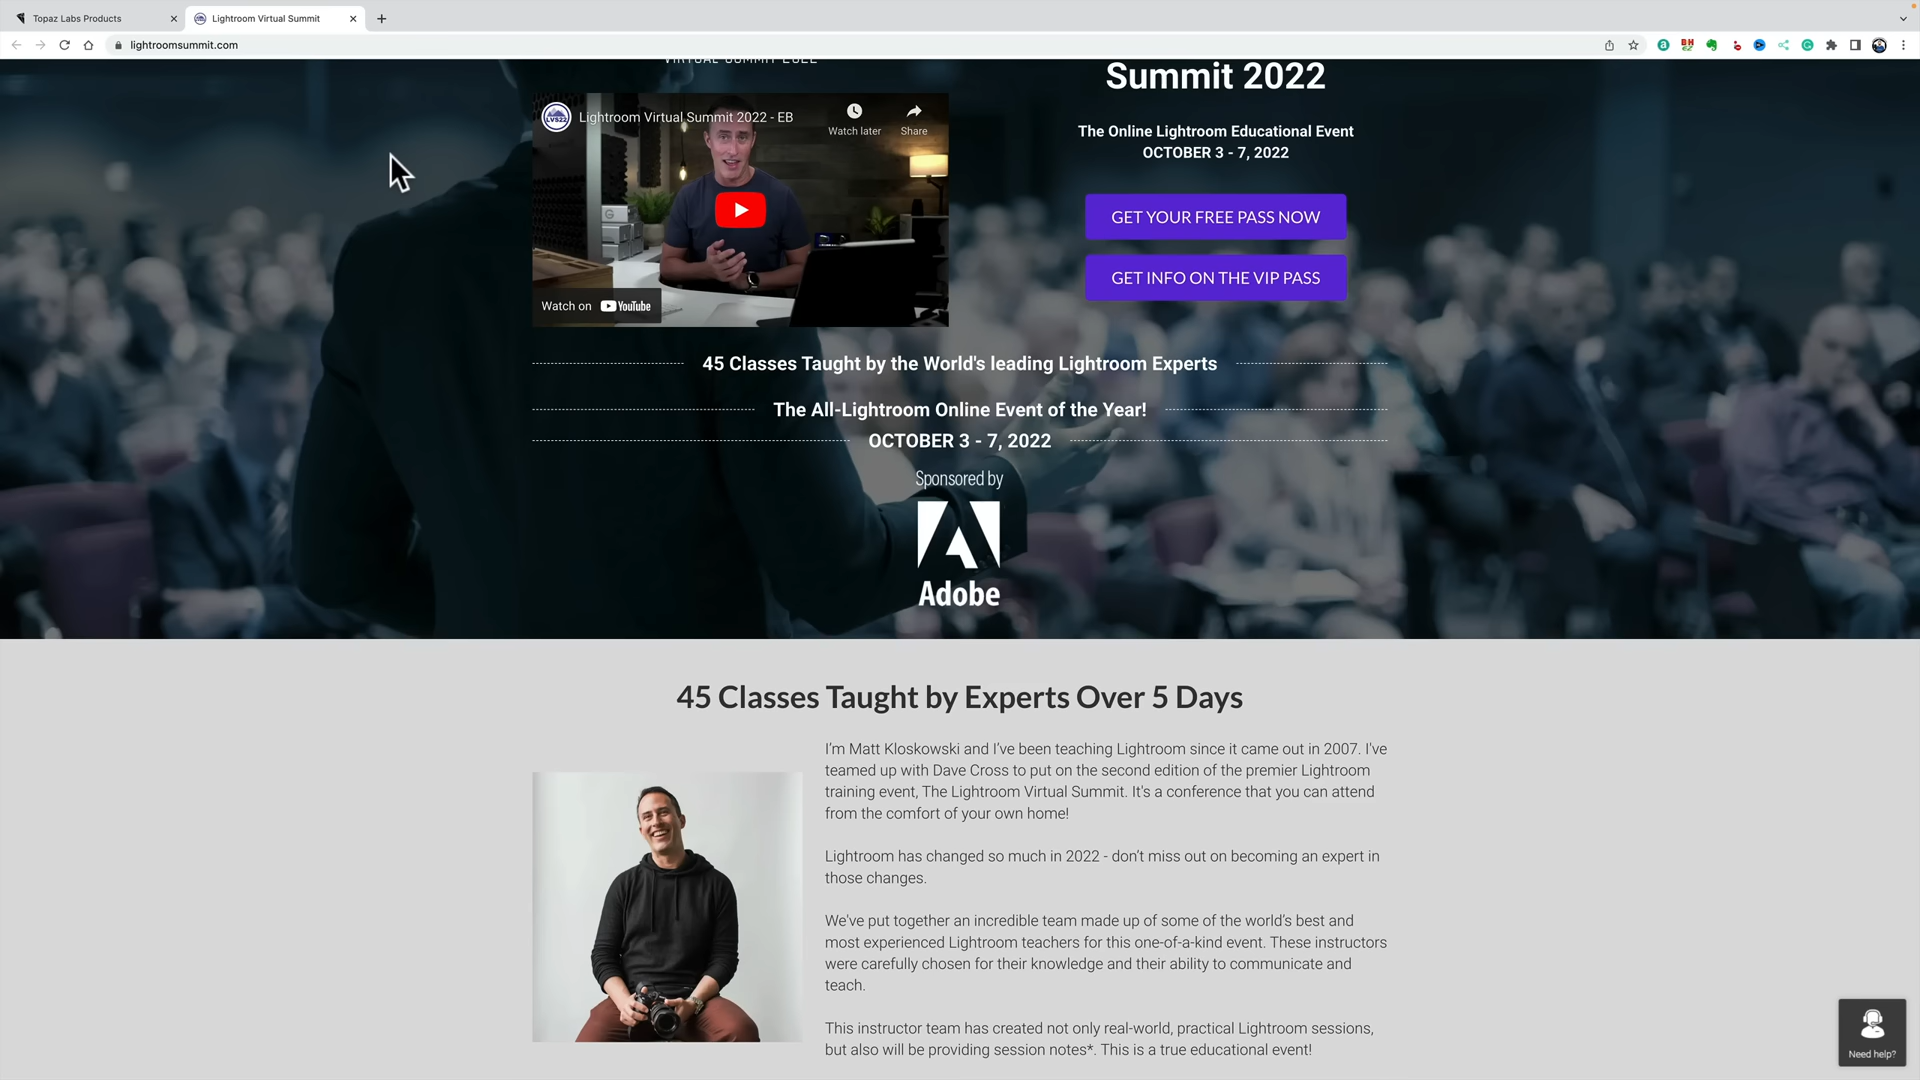 Topaz Labs Products
Lightroom Virtual Summit
lightroomsummit.com
VIRTUAL SUMMIT 2022
Summit 2022
Lightroom Virtual Summit 2022 - EB
Watch later
Share
Watch on YouTube
The Online Lightroom Educational Event
OCTOBER 3 - 7, 2022
GET YOUR FREE PASS NOW
GET INFO ON THE VIP PASS
45 Classes Taught by the World's leading Lightroom Experts
The All-Lightroom Online Event of the Year!
OCTOBER 3 - 7, 2022
Sponsored by
Adobe
45 Classes Taught by Experts Over 5 Days
I'm Matt Kloskowski and I've been teaching Lightroom since it came out in 2007. I've
teamed up with Dave Cross to put on the second edition of the premier Lightroom
training event, The Lightroom Virtual Summit. It's a conference that you can attend
from the comfort of your own home!
Lightroom has changed so much in 2022 - don't miss out on becoming an expert in
those changes.
We've put together an incredible team made up of some of the world's best and
most experienced Lightroom teachers for this one-of-a-kind event. These instructors
were carefully chosen for their knowledge and their ability to communicate and
teach.
This instructor team has created not only real-world, practical Lightroom sessions,
but also will be providing session notes*. This is a true educational event!
Need help?